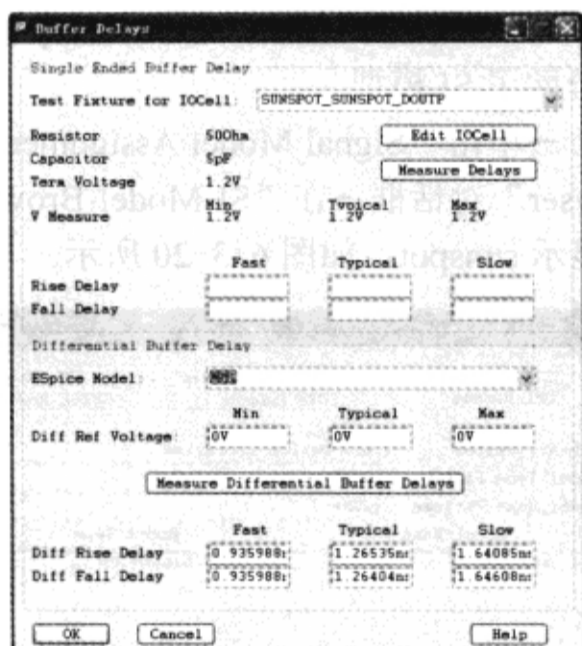 Buffer Delays
Single Ended Buffer Delay
Test Fixture for IOCell: SUNSPOT_SUNSPOT_DOUTP
Resistor 50Ohm Edit IOCell
Capacitor 5pF Measure Delays
Term Voltage 1.2V
Min Typical Max
V Measure 1.2V 1.2V 1.2V
Fast Typical Slow
Rise Delay
Fall Delay
Differential Buffer Delay
ESpice Model:
Min Typical Max
Diff Ref Voltage: 0V 0V 0V
Measure Differential Buffer Delays
Fast Typical Slow
Diff Rise Delay 0.935988n 1.26535ns 1.64085ns
Diff Fall Delay 0.935988n 1.26404ns 1.64608ns
OK Cancel Help